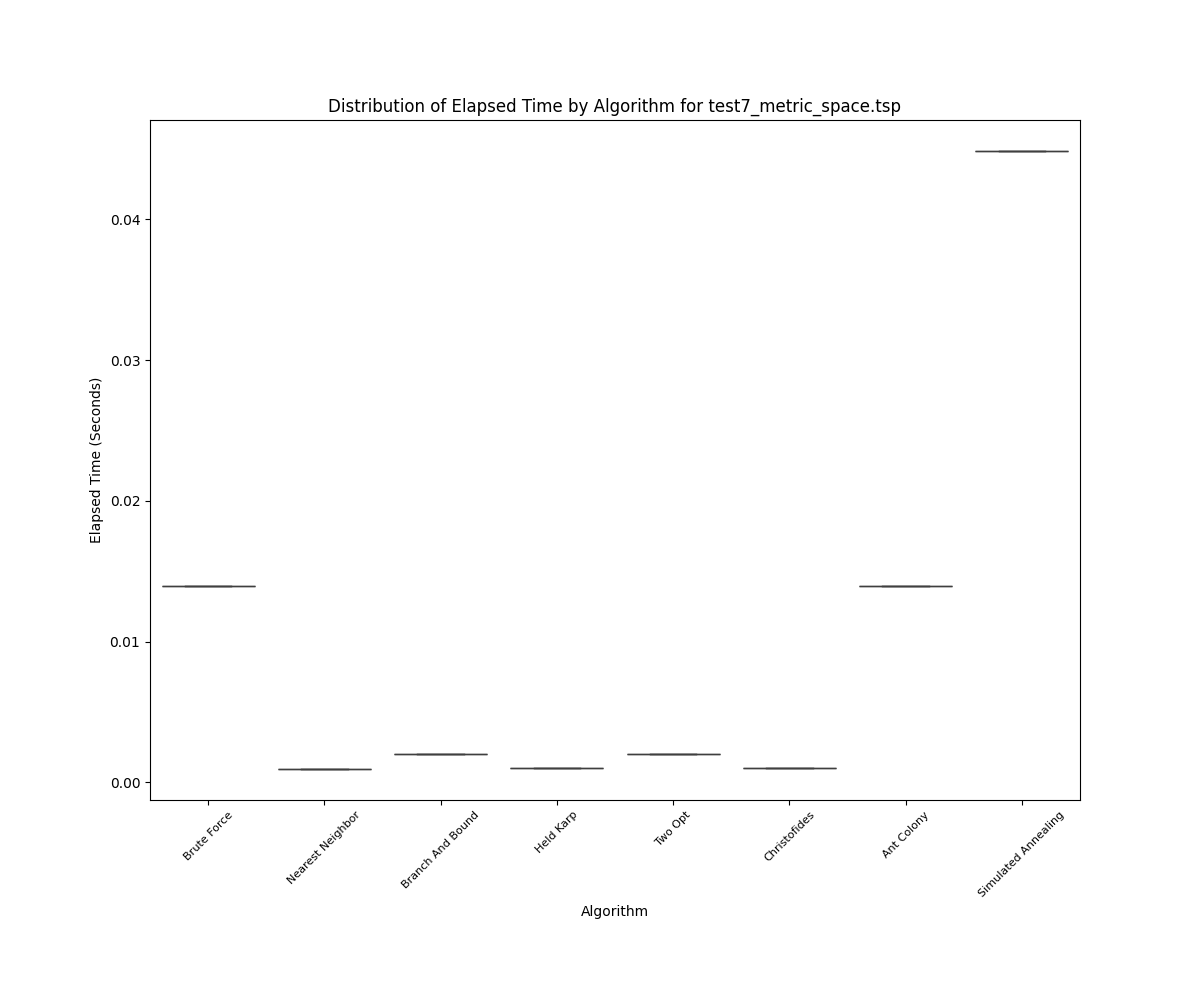 Distribution of Elapsed Time by Algorithm for test7_metric_space.tsp
Elapsed Time (Seconds)
0.04
0.03
0.02
0.01
0.00
Brute Force
Nearest Neighbor
Branch And Bound
Held Karp
Two Opt
Christofides
Ant Colony
Simulated Annealing
Algorithm